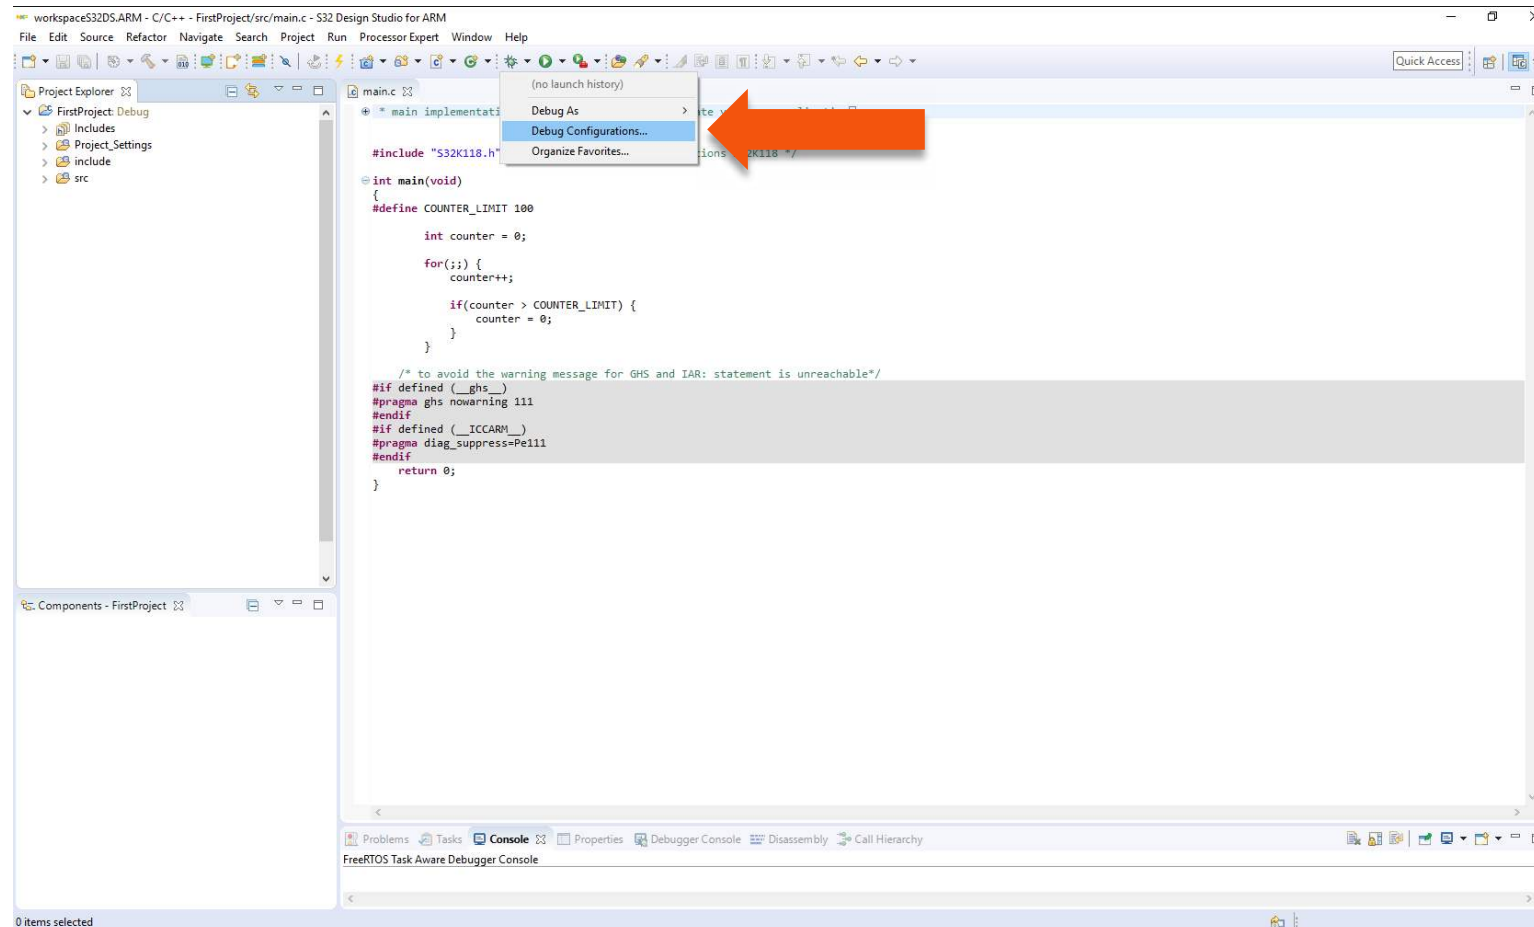 workspaceS32DS.ARM - C/C++ - FirstProject/src/main.c - S32 Design Studio for ARM
File Edit Source Refactor Navigate Search Project Run Processor Expert Window Help
Quick Access
Project Explorer
main.c
(no launch history)
Debug As
Debug Configurations...
Organize Favorites...
FirstProject: Debug
Includes
Project_Settings
include
src
* main implementati
#include "S32K118.h"
int main(void)
{
#define COUNTER_LIMIT 100
int counter = 0;
for(;;) {
counter++;
if(counter > COUNTER_LIMIT) {
counter = 0;
}
}
/* to avoid the warning message for GHS and IAR: statement is unreachable*/
#if defined (__ghs__)
#pragma ghs nowarning 111
#endif
#if defined (__ICCARM__)
#pragma diag_suppress=Pe111
#endif
return 0;
}
Components - FirstProject
Problems Tasks Console Properties Debugger Console Disassembly Call Hierarchy
FreeRTOS Task Aware Debugger Console
0 items selected